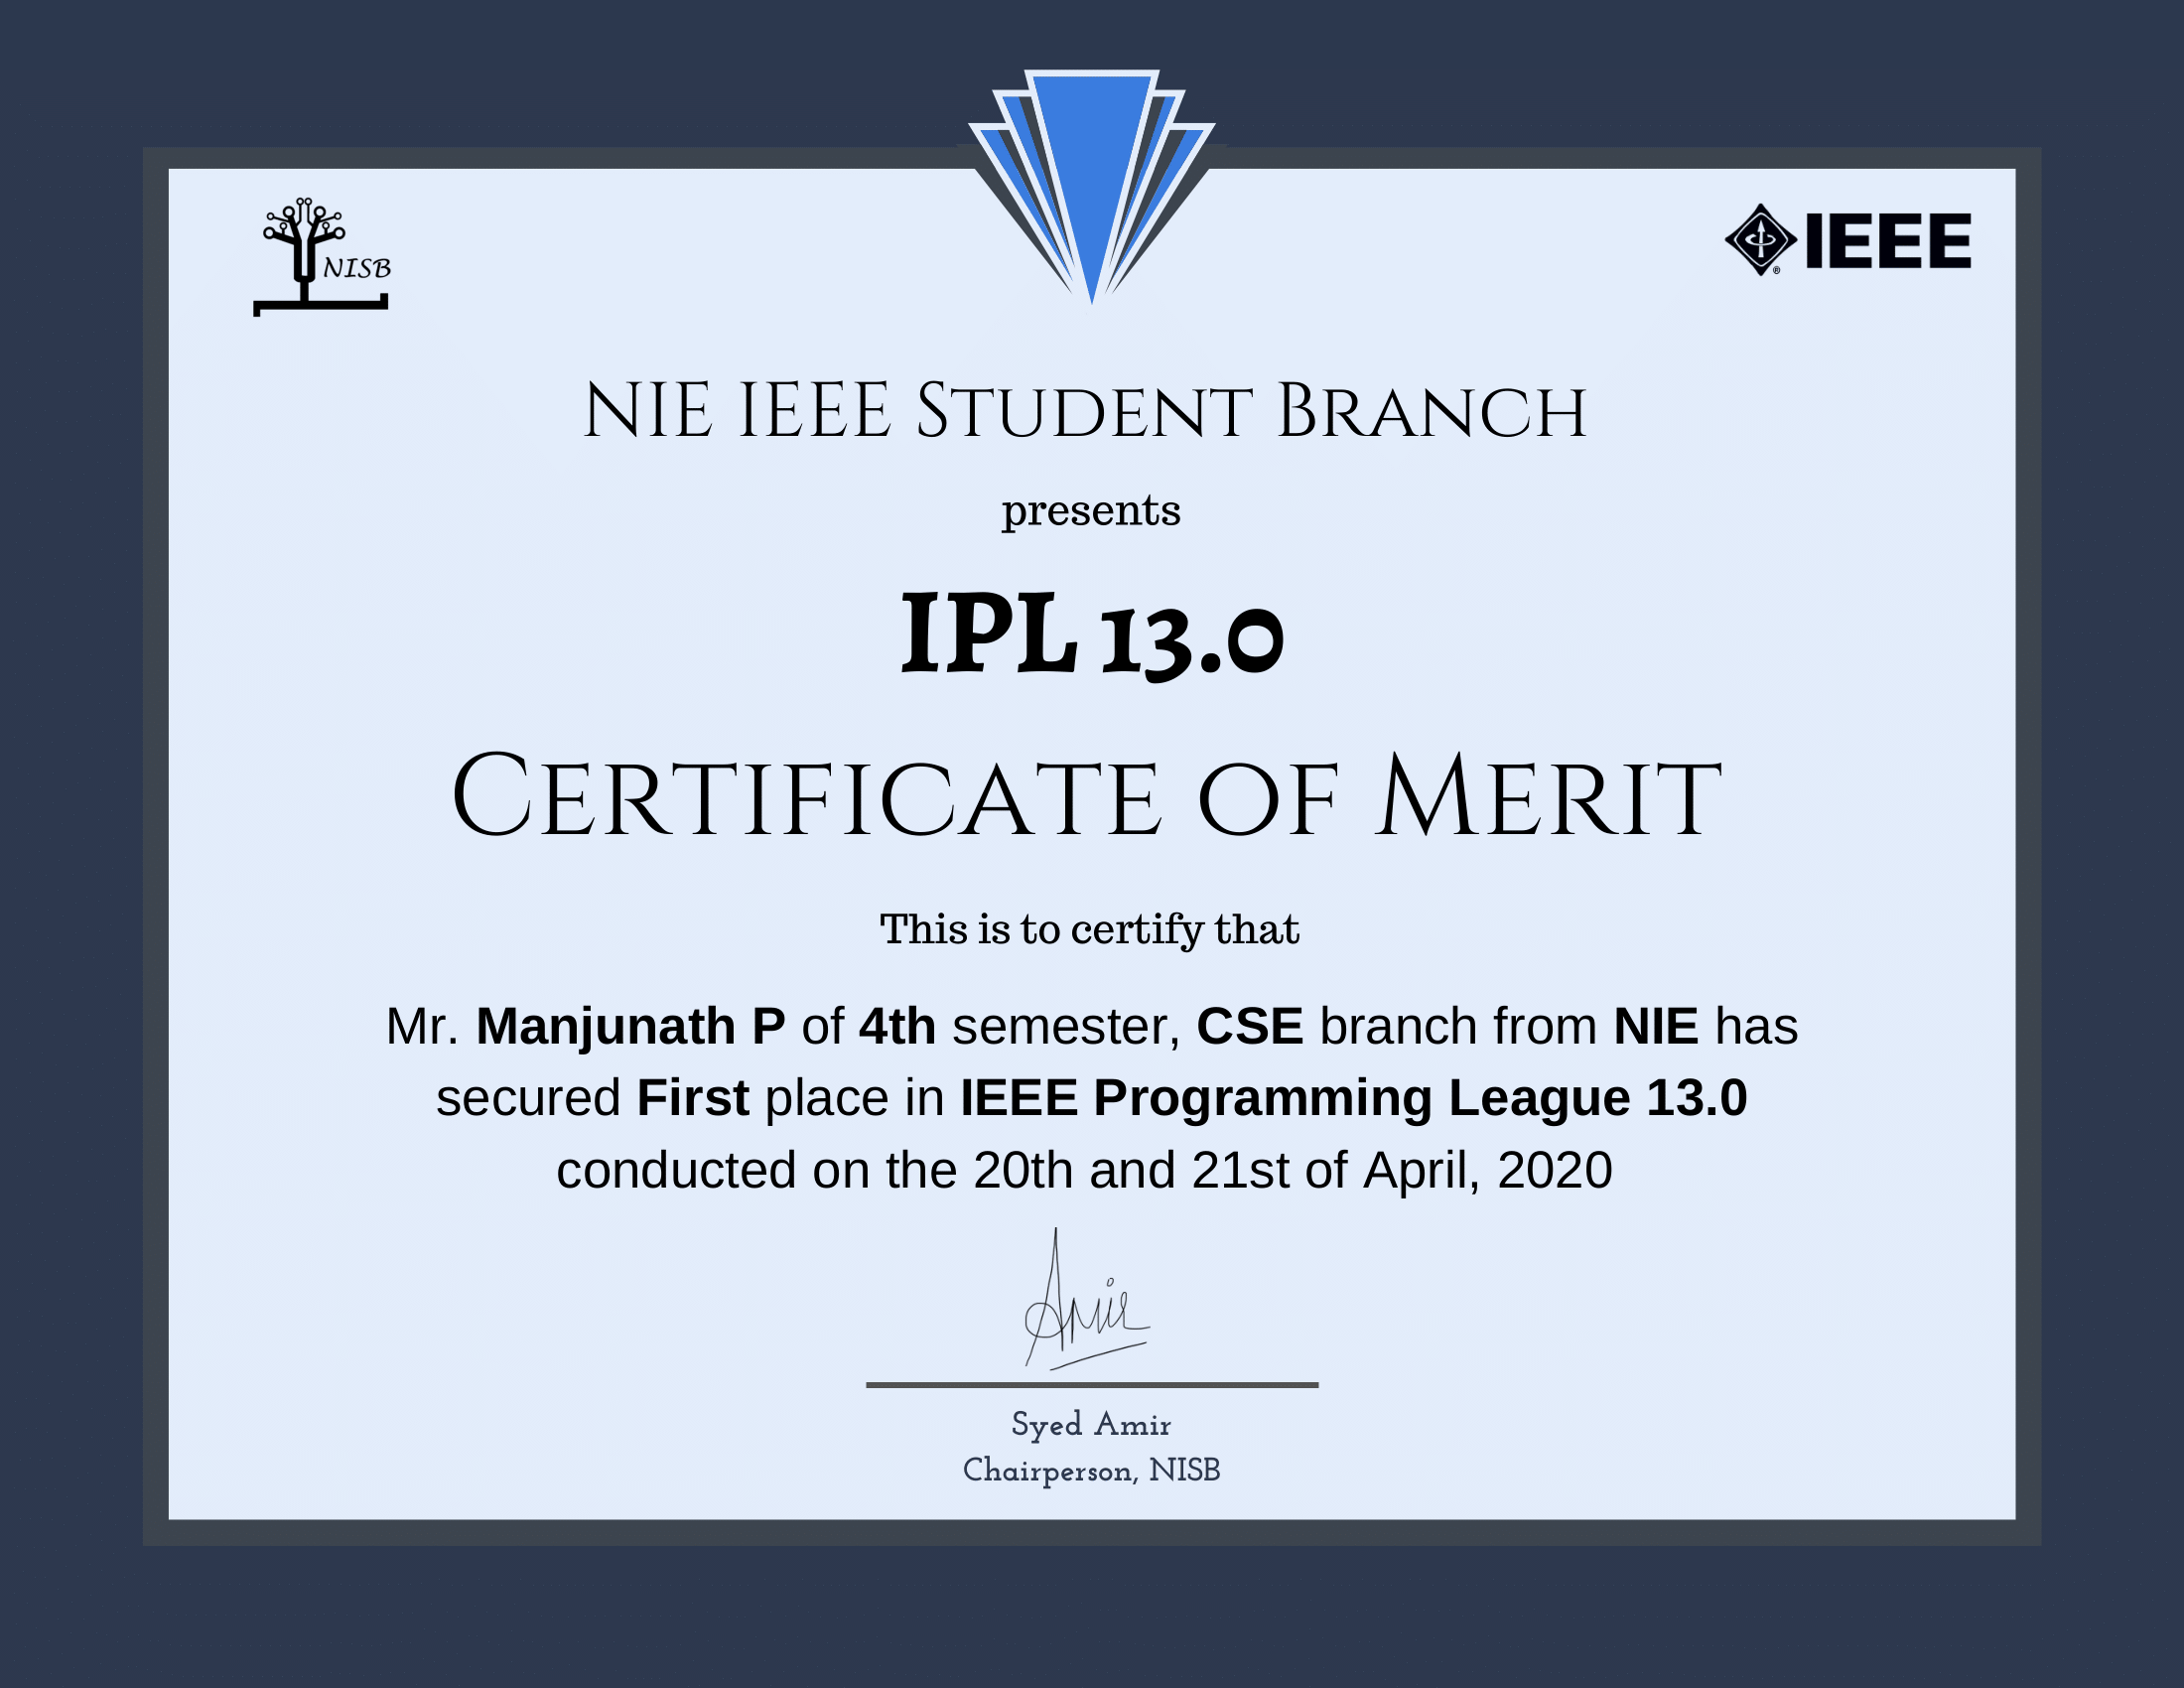 NISB
IEEE
NIE IEEE Student Branch
presents
IPL 13.0
Certificate of Merit
This is to certify that
Mr. Manjunath P of 4th semester, CSE branch from NIE has
secured First place in IEEE Programming League 13.0
conducted on the 20th and 21st of April, 2020
Amir
Syed Amir
Chairperson, NISB